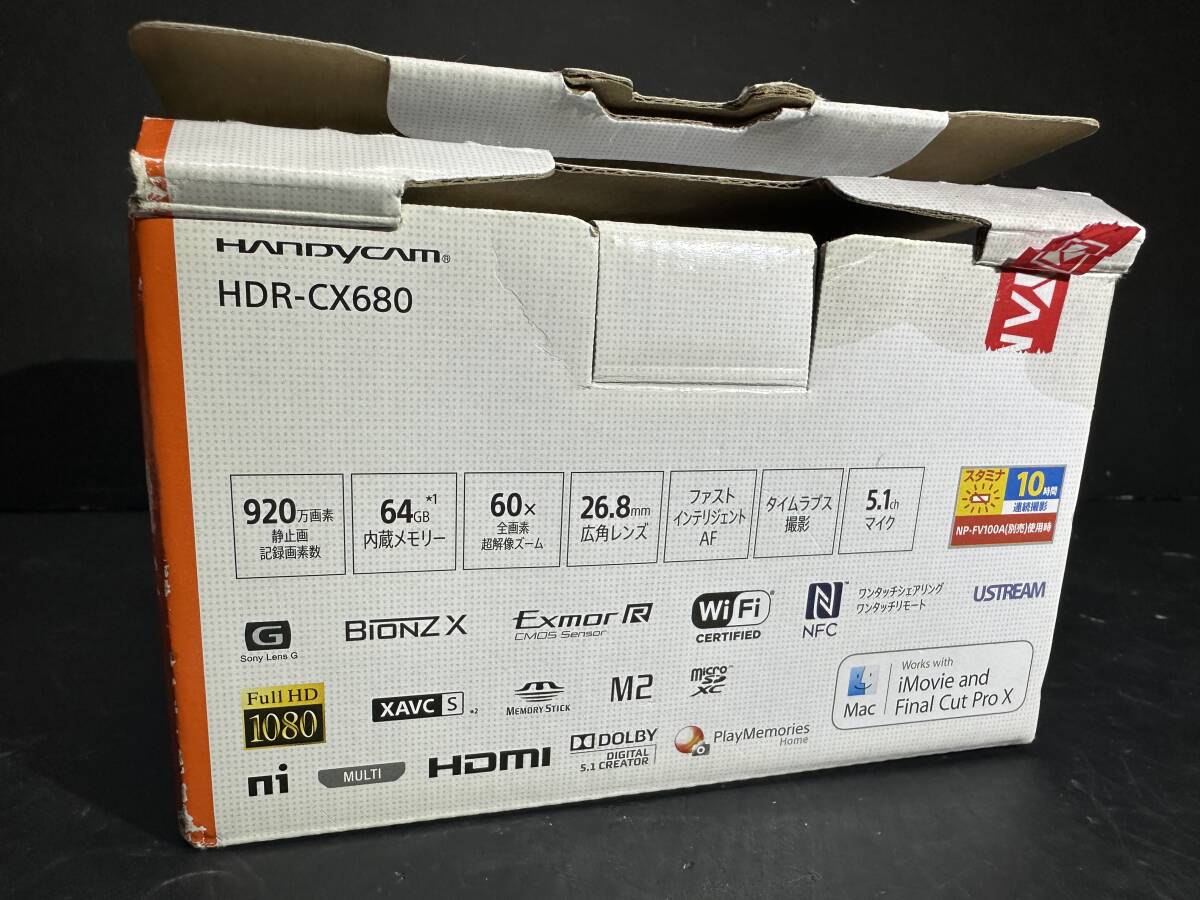 HANDYCAM®
HDR-CX680
920万画素
静止画
記録画素数
64GB *1
内蔵メモリー
60×
全画素
超解像ズーム
26.8mm
広角レンズ
ファスト
インテリジェント
AF
タイムラプス
撮影
5.1ch
マイク
スタミナ
10時間
連続撮影
NP-FV100A(別売)使用時
G
Sony Lens G
BIONZ X
Exmor R
CMOS Sensor
Wi Fi
CERTIFIED
N
NFC
ワンタッチシェアリング
ワンタッチリモート
USTREAM
Full HD
1080
XAVC S *2
MEMORY STICK
M2
micro
SD
XC
Mac
Works with
iMovie and
Final Cut Pro X
MULTI
HDMI
DOLBY
DIGITAL
5.1 CREATOR
PlayMemories
Home